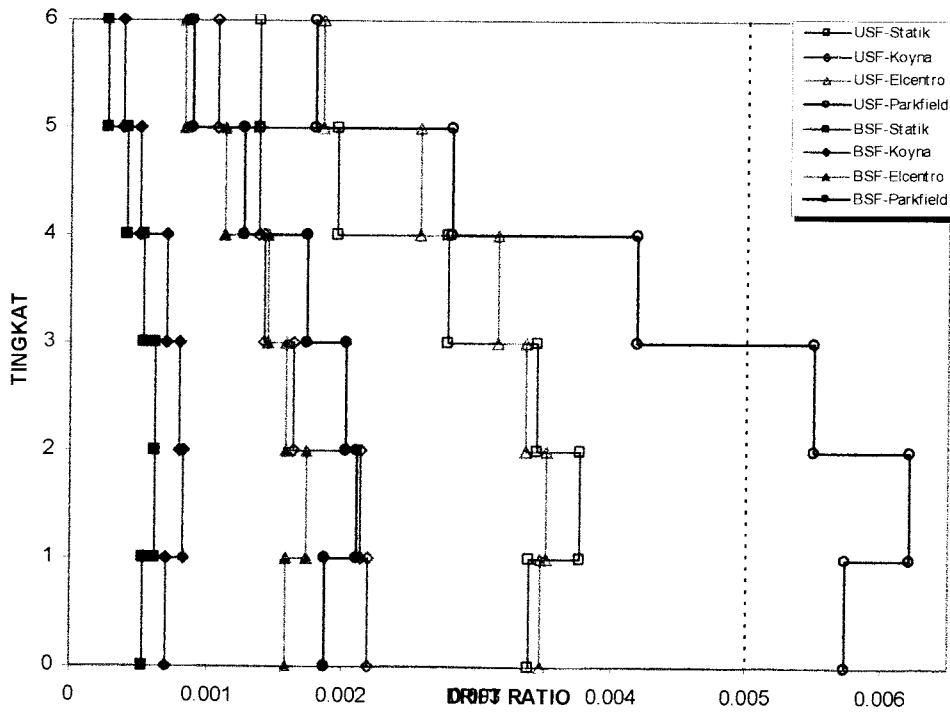 6
5
4
3
2
1
0
TINGKAT
USF-Statik
USF-Koyna
USF-Elcentro
USF-Parkfield
BSF-Statik
BSF-Koyna
BSF-Elcentro
BSF-Parkfield
0
0.001
0.002
DRIFT RATIO
0.004
0.005
0.006